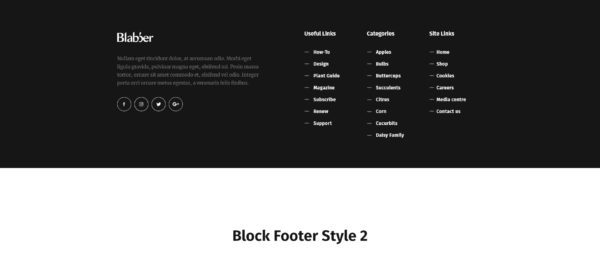 Blabber
Nullam eget tincidunt dolor, at accumsan odio. Morbi eget
ligula gravida, pulvinar magna eget, eleifend est. Proin massa
tortor, ornare sit amet commodo et, eleifend vel odio. Integer
porta orci ornare metus egestas, a venenatis felis finibus.
Useful Links
— How-To
— Design
— Plant Guide
— Magazine
— Subscribe
— Renew
— Support
Categories
— Apples
— Bulbs
— Buttercups
— Succulents
— Citrus
— Corn
— Cucurbits
— Daisy Family
Site Links
— Home
— Shop
— Cookies
— Careers
— Media centre
— Contact us
Block Footer Style 2